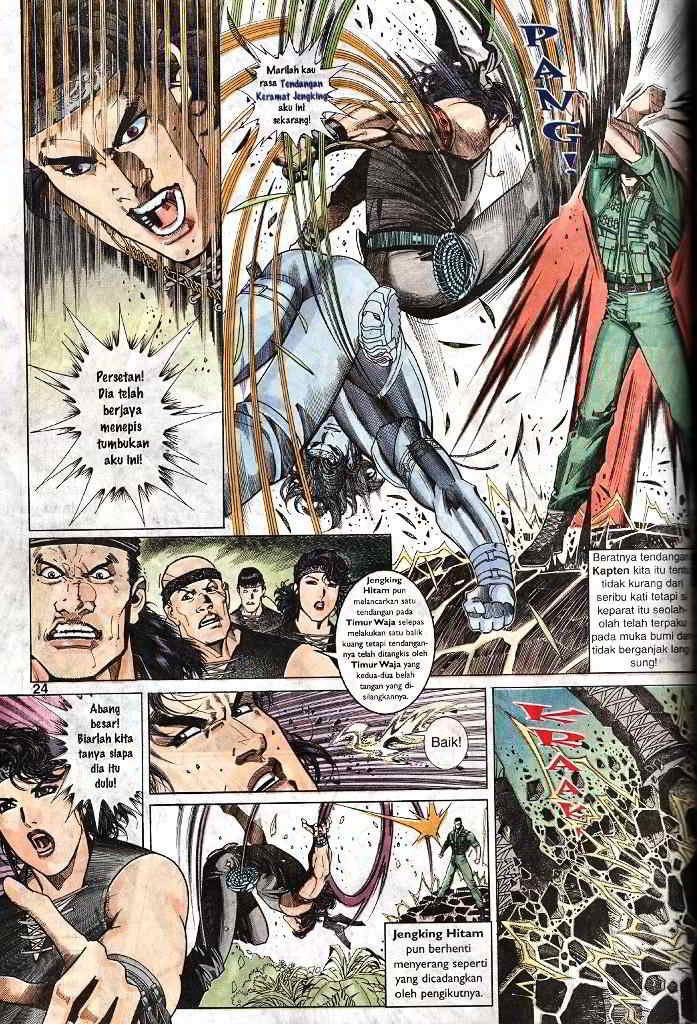 Marilah kau
rasa Tendangan
Keramat Jengking
aku ini
sekarang!
PANG!
Persetan!
Dia telah
berjaya
menepis
tumbukan
aku Ini!
Beratnya tendangan
Kapten kita itu tentu
tidak kurang dari
seribu kati tetapi si
keparat itu seolah-
olah telah terpaku
pada muka bumi dan
tidak berganjak lang
sung!
Jengking
Hitam pun
melancarkan satu
tendangan pada
Timur Waja selepas
melakukan satu balik
kuang tetapi tendangan-
nya telah ditangkis oleh
Timur Waja yang
kedua-dua belah
tangan yang di-
silangkannya.
24
Abang
besar!
Biarlah kita
tanya siapa
dia itu
dulu!
Baik!
KRAAK
Jengking Hitam
pun berhenti
menyerang seperti
yang dicadangkan
oleh pengikutnya.